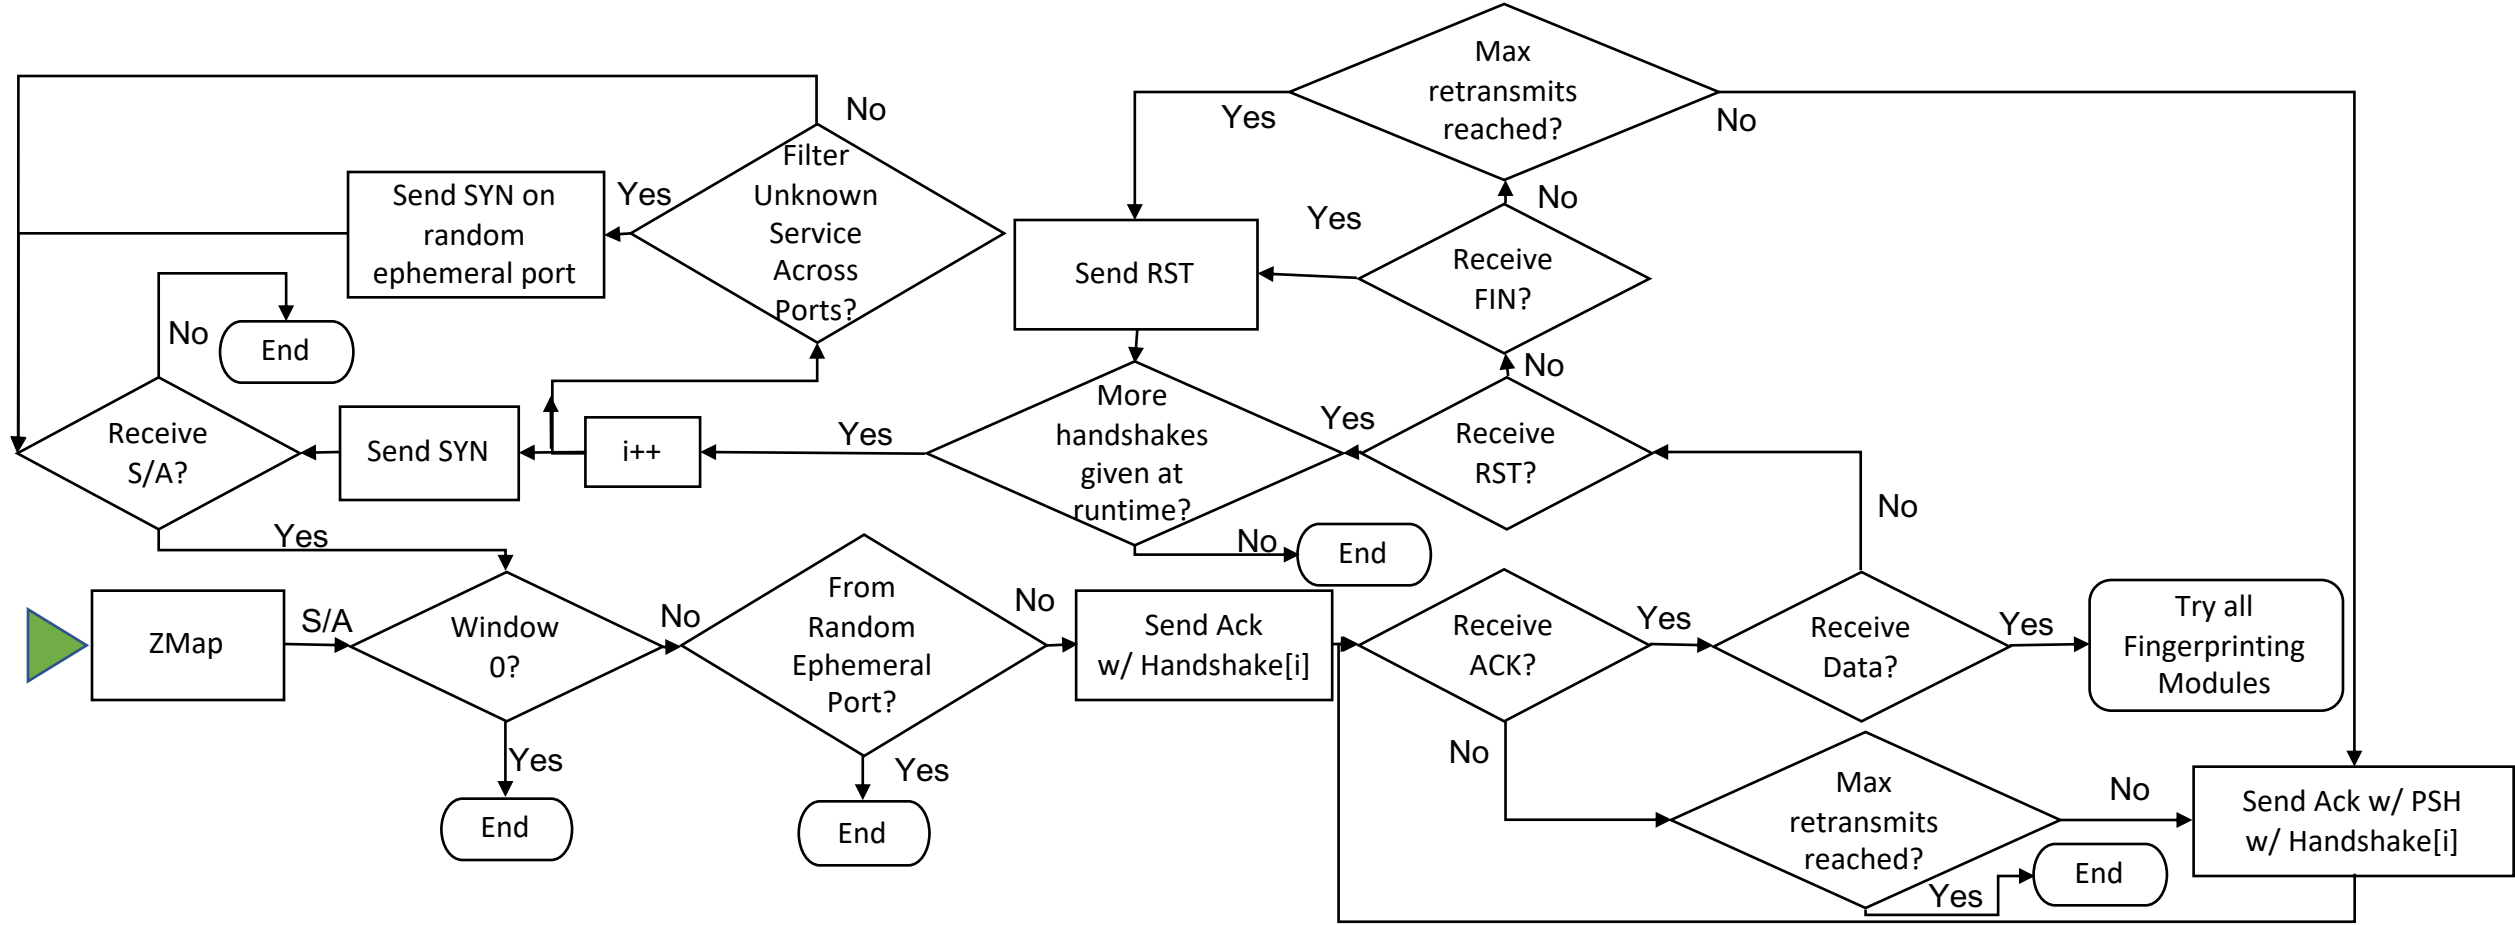 Max
retransmits
reached?
No
Yes
No
Filter
Unknown
Service
Across
Ports?
Yes
Send SYN on
random
ephemeral port
No
Yes
Send RST
Receive
FIN?
No
End
No
More
handshakes
given at
runtime?
Yes
Receive
RST?
Yes
i++
Send SYN
Receive
S/A?
Yes
No
End
No
ZMap
S/A
Window
0?
No
From
Random
Ephemeral
Port?
No
Send Ack
w/ Handshake[i]
Receive
ACK?
Yes
Receive
Data?
Yes
Try all
Fingerprinting
Modules
Yes
End
Yes
End
No
Max
retransmits
reached?
No
Send Ack w/ PSH
w/ Handshake[i]
Yes
End